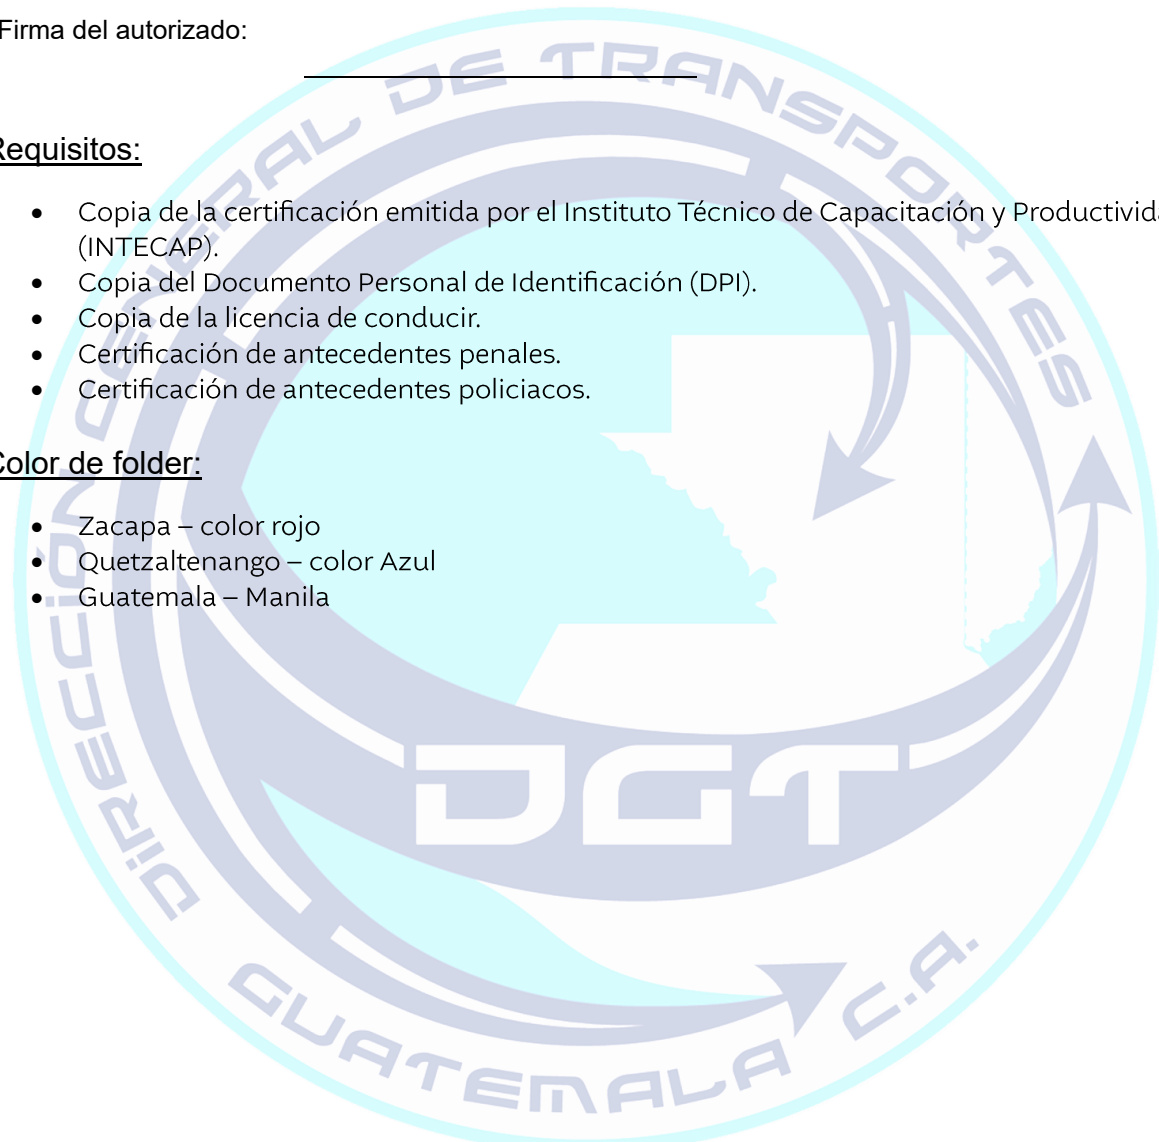 Firma del autorizado:
Requisitos:
• Copia de la certificación emitida por el Instituto Técnico de Capacitación y Productivida
(INTECAP).
• Copia del Documento Personal de Identificación (DPI).
• Copia de la licencia de conducir.
• Certificación de antecedentes penales.
• Certificación de antecedentes policiacos.
Color de folder:
• Zacapa – color rojo
• Quetzaltenango – color Azul
• Guatemala – Manila
DIRECCIÓN GENERAL DE TRANSPORTES
DGT
GUATEMALA C.A.